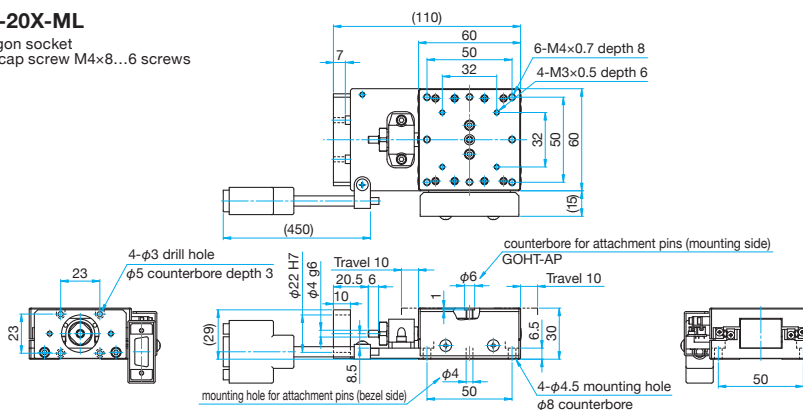 -20X-ML
gon socket
cap screw M4×8…6 screws
(110)
60
7
50
32
6-M4×0.7 depth 8
4-M3×0.5 depth 6
32
50
60
(15)
(450)
4-φ3 drill hole
φ5 counterbore depth 3
23
23
φ22 H7
φ4 g6
Travel 10
20.5
6
10
(29)
8.5
counterbore for attachment pins (mounting side)
GOHT-AP
φ6
Travel 10
1
5.5
30
φ4
mounting hole for attachment pins (bezel side)
50
4-φ4.5 mounting hole
φ8 counterbore
50